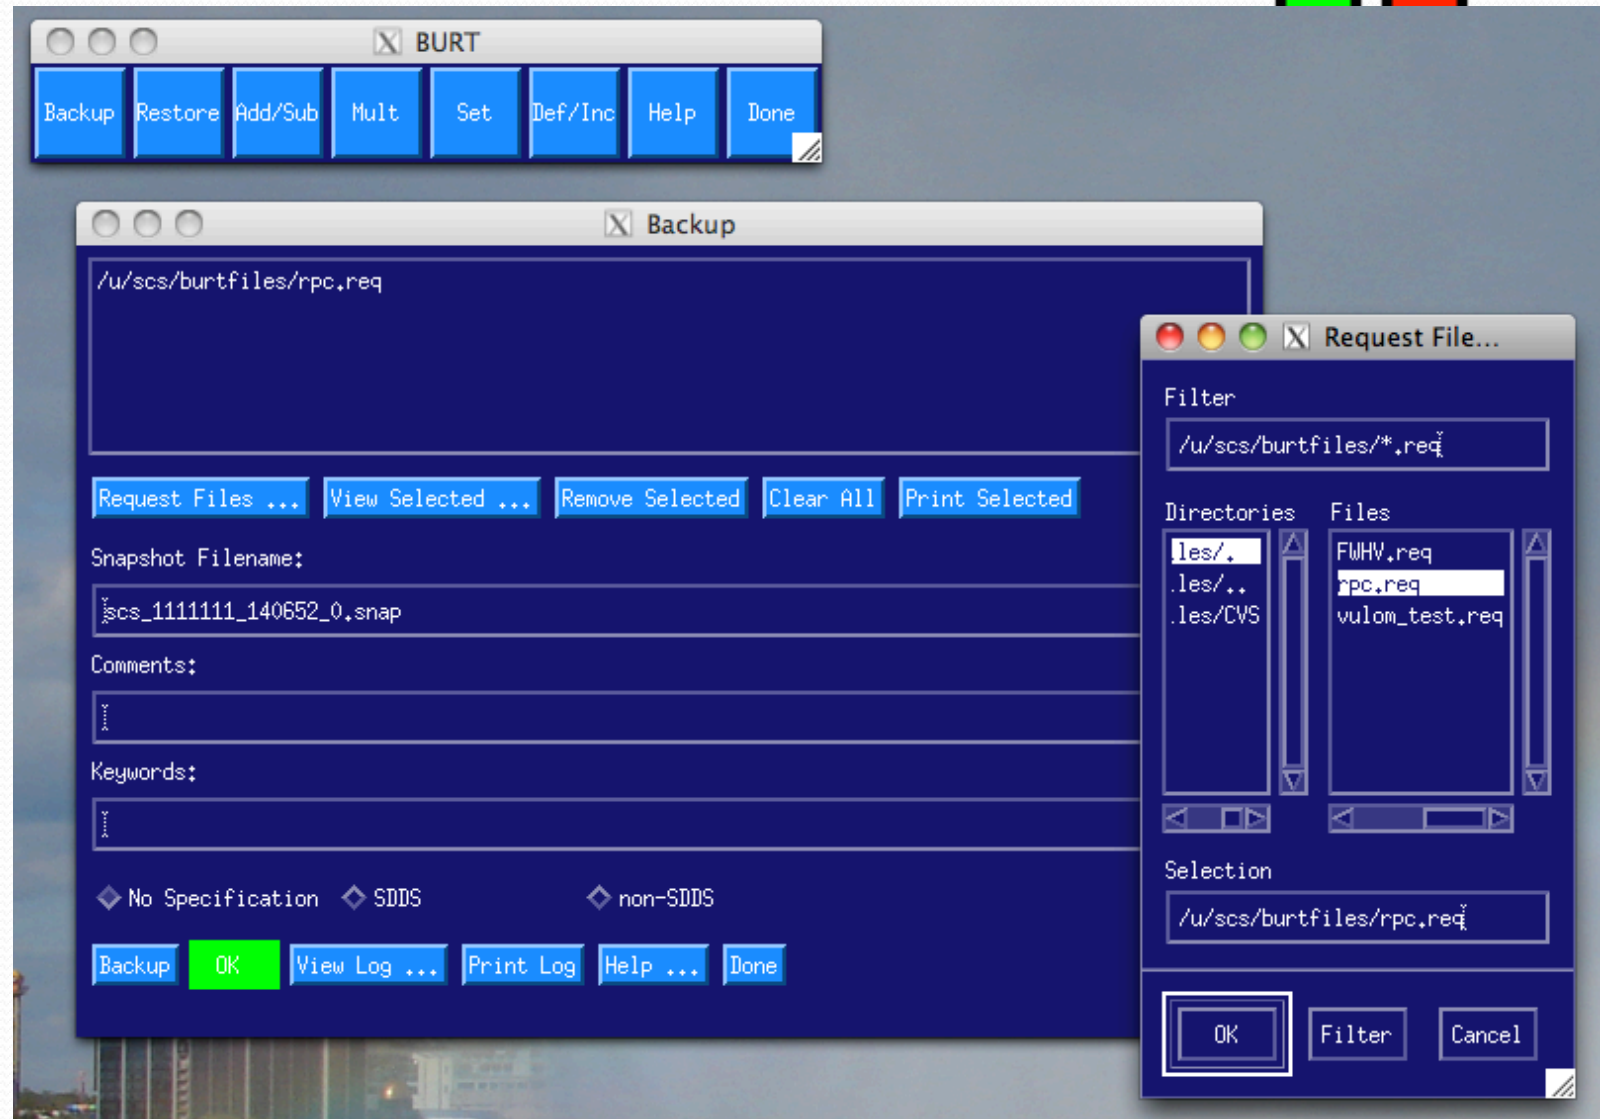 X BURT
Backup Restore Add/Sub Mult Set Def/Inc Help Done
X Backup
/u/scs/burtfiles/rpc.req
Request Files ... View Selected ... Remove Selected Clear All Print Selected
Snapshot Filename:
scs_1111111_140652_0.snap
Comments:
Keywords:
No Specification SDDS non-SDDS
Backup OK View Log ... Print Log Help ... Done
X Request File...
Filter
/u/scs/burtfiles/*.req
Directories Files
.les/. FWHV.req
.les/.. rpc.req
.les/CVS vulom_test.req
Selection
/u/scs/burtfiles/rpc.req
OK Filter Cancel